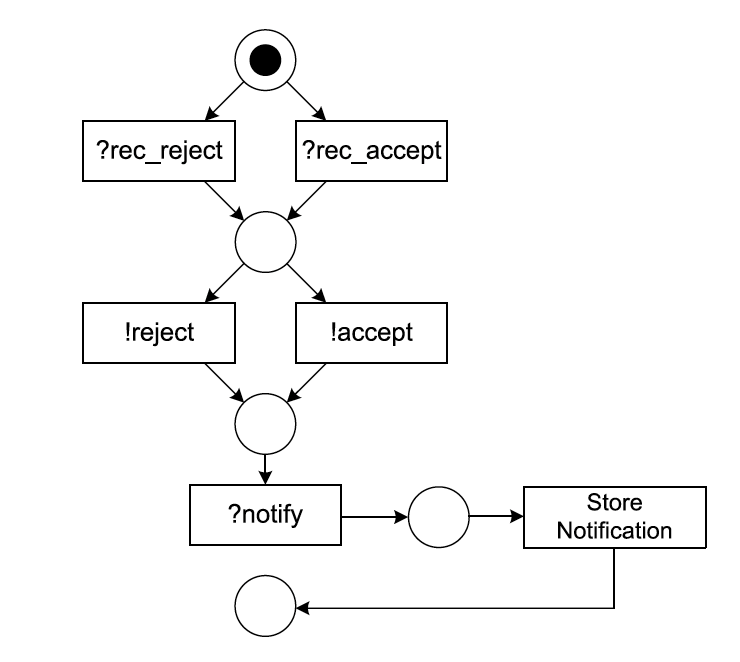 ?rec_reject
?rec_accept
!reject
!accept
?notify
Store
Notification